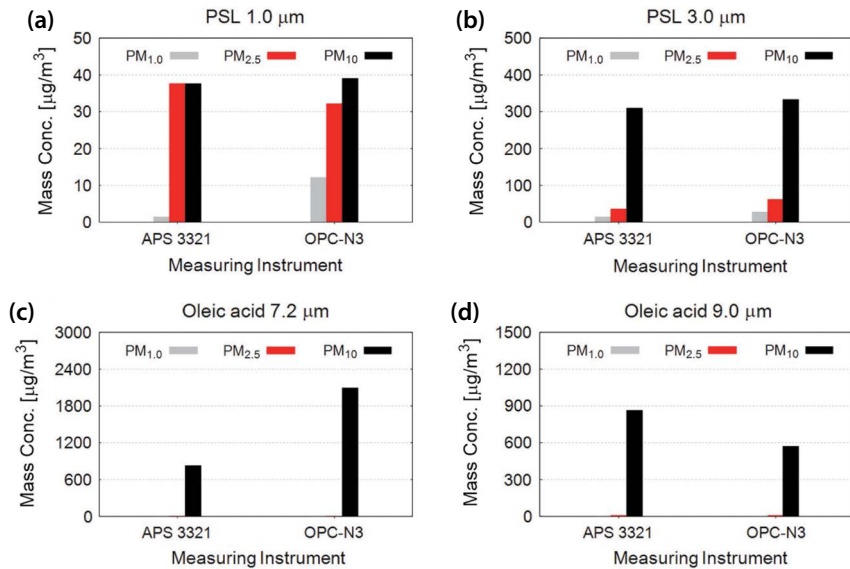 (a)
PSL 1.0 μm
PM1.0 PM2.5 PM10
Mass Conc. [μg/m³]
50
40
30
20
10
0
APS 3321 OPC-N3
Measuring Instrument
(b)
PSL 3.0 μm
PM1.0 PM2.5 PM10
Mass Conc. [μg/m³]
500
400
300
200
100
0
APS 3321 OPC-N3
Measuring Instrument
(c)
Oleic acid 7.2 μm
PM1.0 PM2.5 PM10
Mass Conc. [μg/m³]
3000
2400
1800
1200
600
0
APS 3321 OPC-N3
Measuring Instrument
(d)
Oleic acid 9.0 μm
PM1.0 PM2.5 PM10
Mass Conc. [μg/m³]
1500
1200
900
600
300
0
APS 3321 OPC-N3
Measuring Instrument